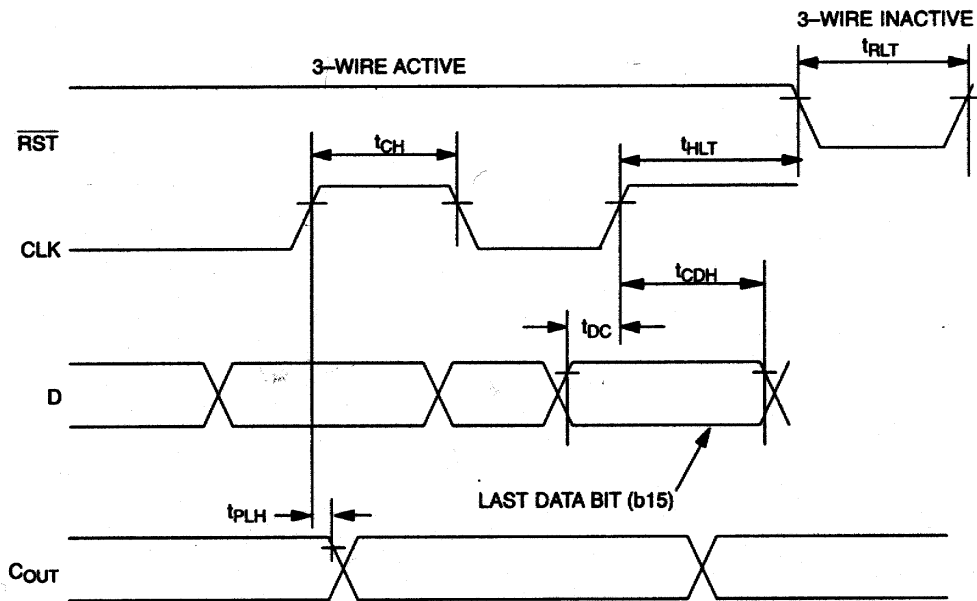 3–WIRE INACTIVE
tRLT
3–WIRE ACTIVE
RST
tCH
tHLT
CLK
tCDH
tDC
D
LAST DATA BIT (b15)
tPLH
COUT